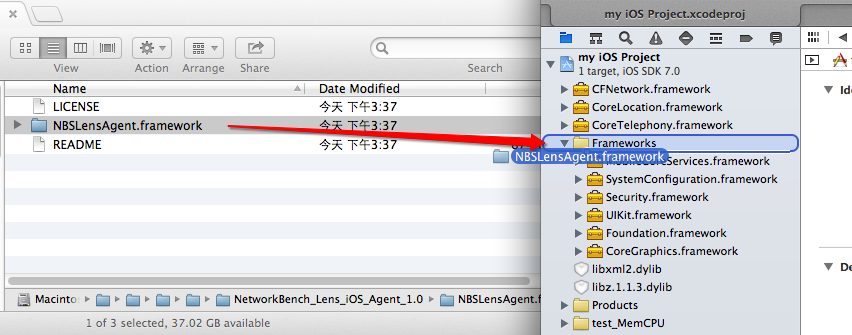 View
Action
Arrange
Share
Search
Name
Date Modified
LICENSE
今天 下午3:37
NBSLensAgent.framework
今天 下午3:37
README
今天 下午3:37
NBSLensAgent.framework
Macinto
NetworkBench_Lens_iOS_Agent_1.0
NBSLensAgent.f
1 of 3 selected, 37.02 GB available
my iOS Project.xcodeproj
my iOS Project
1 target, iOS SDK 7.0
CFNetwork.framework
CoreLocation.framework
CoreTelephony.framework
Frameworks
MobileCoreServices.framework
SystemConfiguration.framework
Security.framework
UIKit.framework
Foundation.framework
CoreGraphics.framework
libxml2.dylib
libz.1.1.3.dylib
Products
test_MemCPU
Ide
De